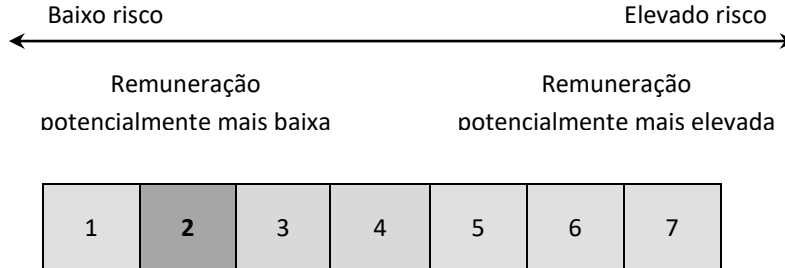 Baixo risco Elevado risco
Remuneração Remuneração
potencialmente mais baixa potencialmente mais elevada
1 2 3 4 5 6 7